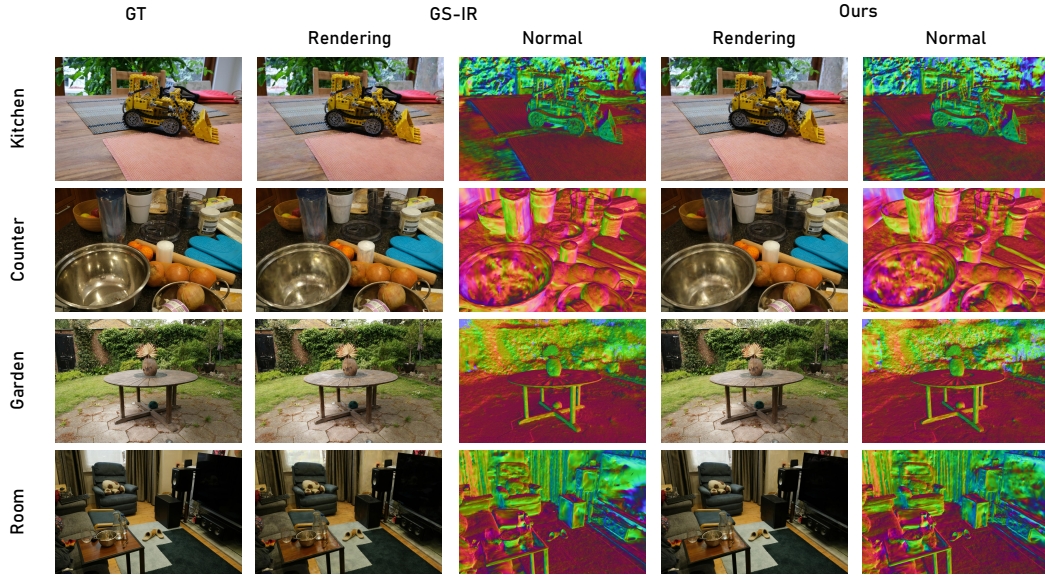 GT
GS-IR
Ours
Rendering
Normal
Rendering
Normal
Kitchen
Counter
Garden
Room